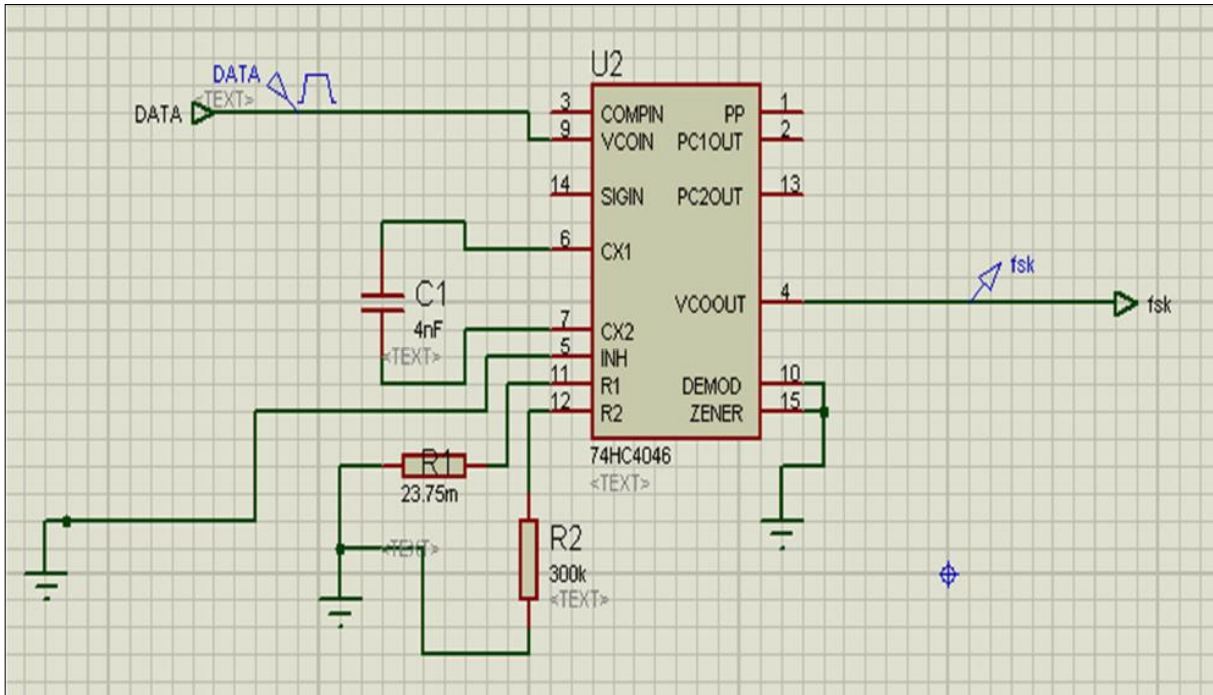 U2
DATA
<TEXT>
DATA
3
COMPIN
PP
1
9
VCOIN
PC1OUT
2
14
SIGIN
PC2OUT
13
6
CX1
C1
4nF
<TEXT>
VCOOUT
4
fsk
fsk
7
CX2
5
INH
11
R1
DEMOD
10
12
R2
ZENER
15
74HC4046
<TEXT>
R1
23.75m
<TEXT>
R2
300k
<TEXT>